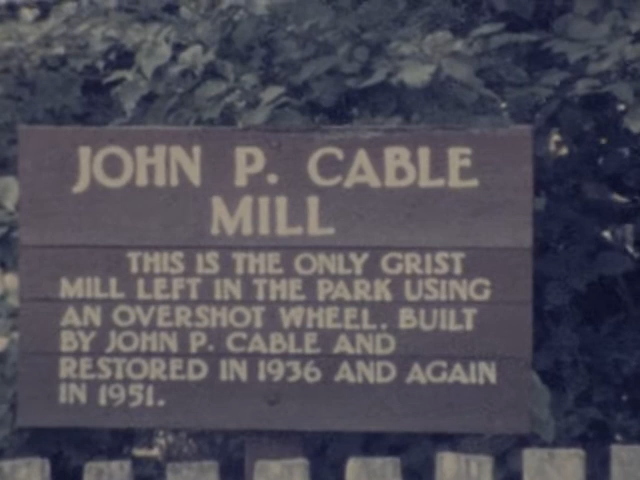 JOHN P. CABLE
MILL
THIS IS THE ONLY GRIST
MILL LEFT IN THE PARK USING
AN OVERSHOT WHEEL. BUILT
BY JOHN P. CABLE AND
RESTORED IN 1936 AND AGAIN
IN 1951.